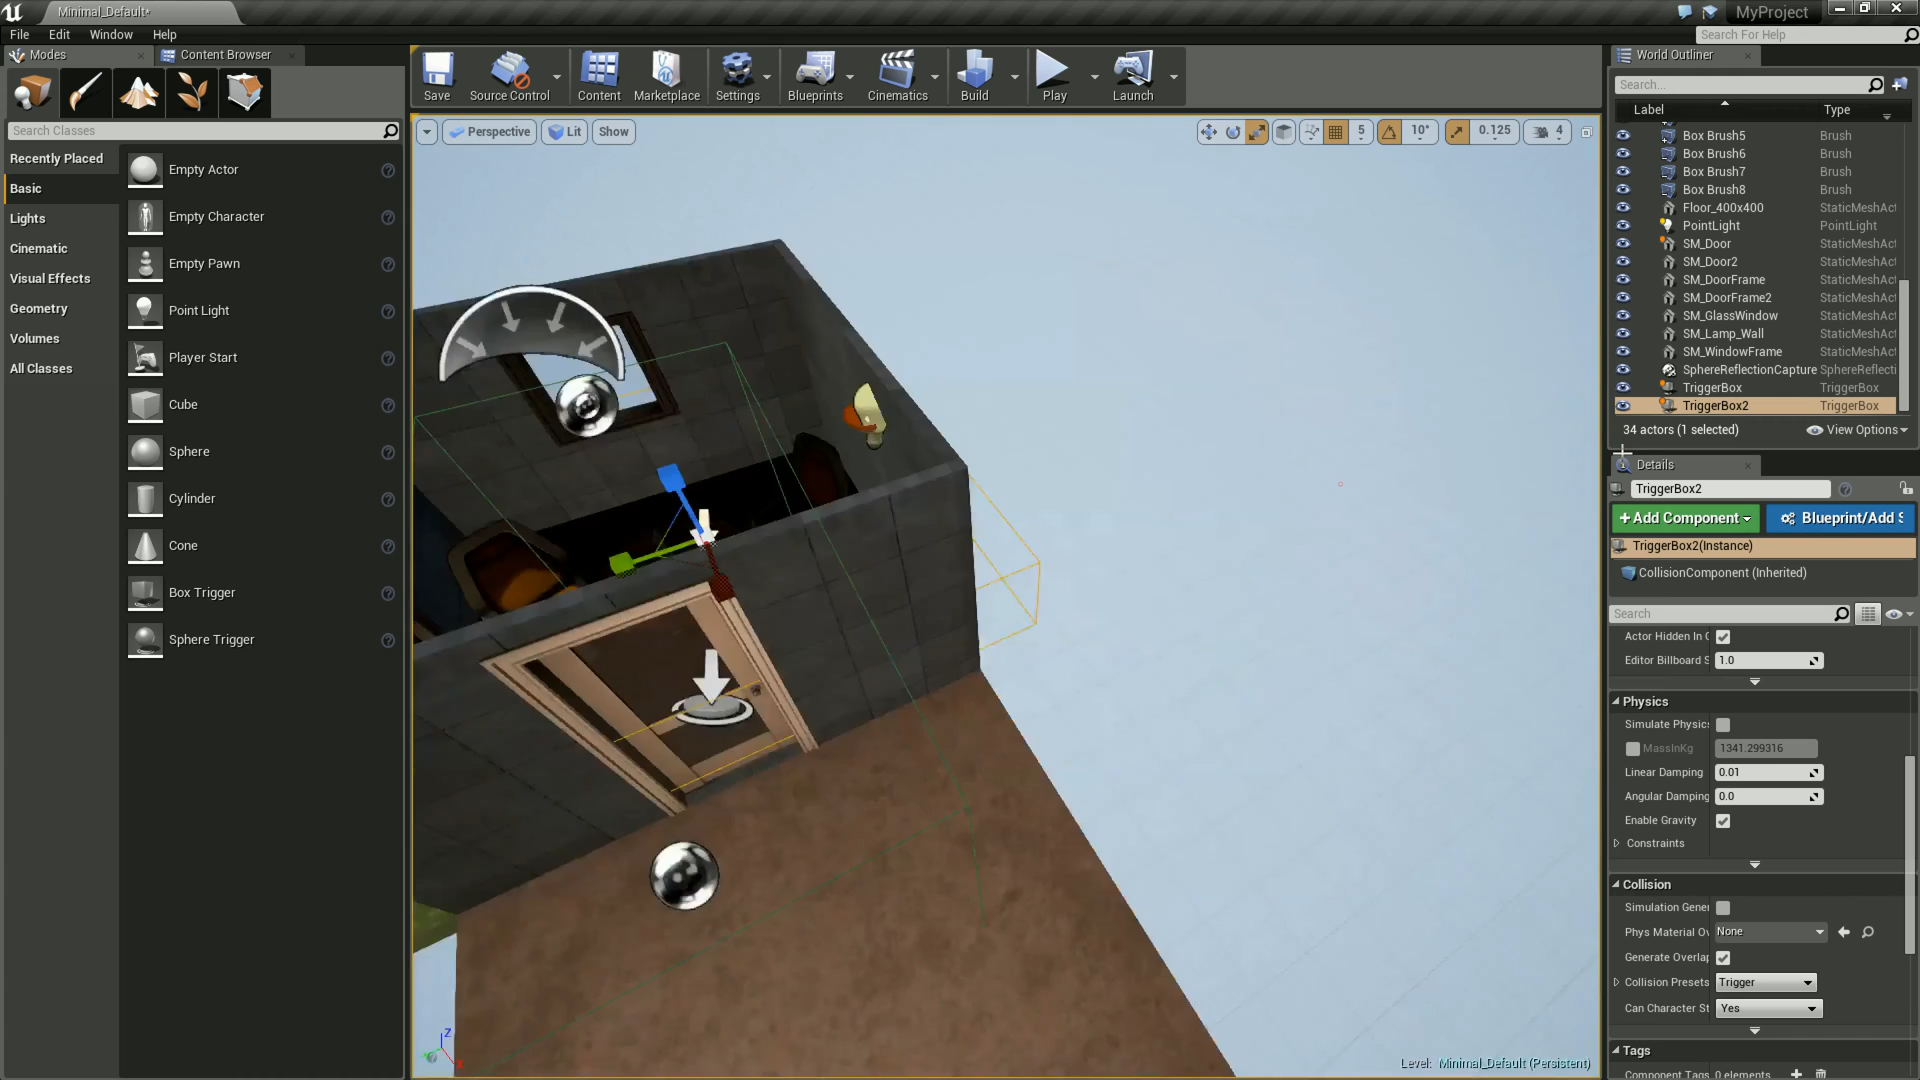 Minimal_Default*
MyProject
File Edit Window Help
Search For Help
Modes
Content Browser
World Outliner
Save
Source Control
Content
Marketplace
Settings
Blueprints
Cinematics
Build
Play
Launch
Search Classes
Search...
Label Type
Recently Placed
Basic
Lights
Cinematic
Visual Effects
Geometry
Volumes
All Classes
Empty Actor
Empty Character
Empty Pawn
Point Light
Player Start
Cube
Sphere
Cylinder
Cone
Box Trigger
Sphere Trigger
Perspective Lit Show
5 10° 0.125 4
Box Brush5 Brush
Box Brush6 Brush
Box Brush7 Brush
Box Brush8 Brush
Floor_400x400 StaticMeshAct
PointLight PointLight
SM_Door StaticMeshAct
SM_Door2 StaticMeshAct
SM_DoorFrame StaticMeshAct
SM_DoorFrame2 StaticMeshAct
SM_GlassWindow StaticMeshAct
SM_Lamp_Wall StaticMeshAct
SM_WindowFrame StaticMeshAct
SphereReflectionCapture SphereReflecti
TriggerBox TriggerBox
TriggerBox2 TriggerBox
34 actors (1 selected) View Options
Details
TriggerBox2
+Add Component Blueprint/Add S
TriggerBox2(Instance)
CollisionComponent (Inherited)
Search
Actor Hidden In G
Editor Billboard S 1.0
Physics
Simulate Physics
MassInKg 1341.299316
Linear Damping 0.01
Angular Damping 0.0
Enable Gravity
Constraints
Collision
Simulation Gener
Phys Material Ov None
Generate Overlap
Collision Presets Trigger
Can Character St Yes
Tags
Component Tags 0 elements
Level: Minimal_Default (Persistent)
Z
X